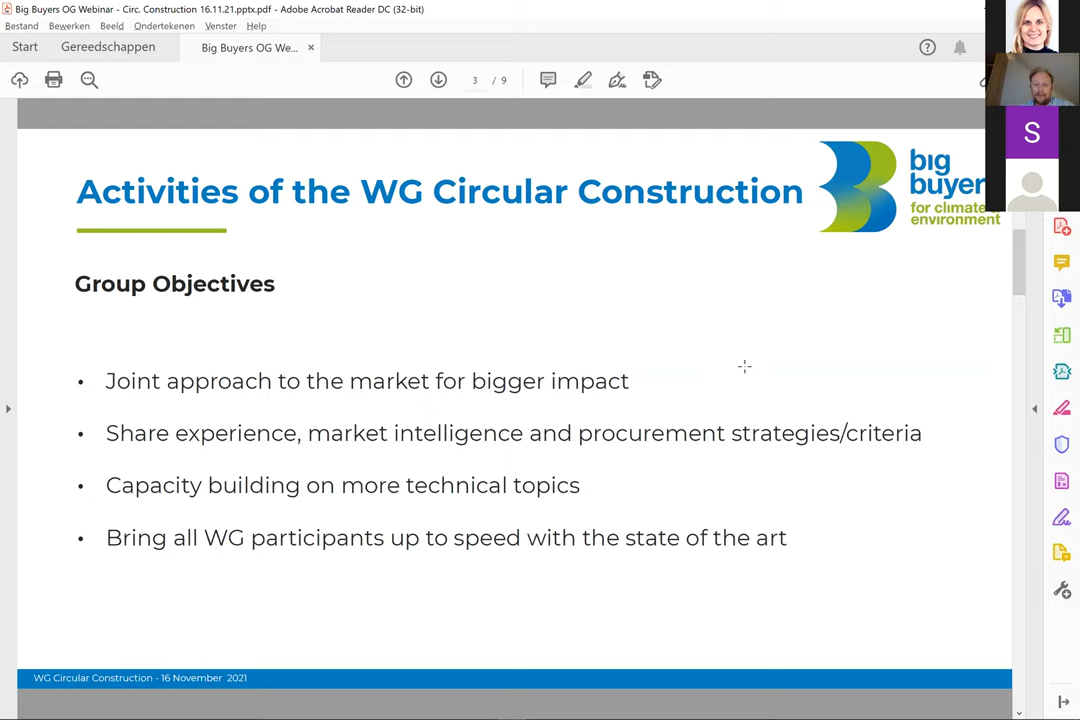 Big Buyers OG Webinar - Circ. Construction 16.11.21.pptx.pdf - Adobe Acrobat Reader DC (32-bit)
Bestand Bewerken Beeld Ondertekenen Venster Help
Start Gereedschappen Big Buyers OG We... ×
3 / 9
Activities of the WG Circular Construction
big
buyer
for climate
environment
Group Objectives
• Joint approach to the market for bigger impact
• Share experience, market intelligence and procurement strategies/criteria
• Capacity building on more technical topics
• Bring all WG participants up to speed with the state of the art
WG Circular Construction - 16 November 2021
S